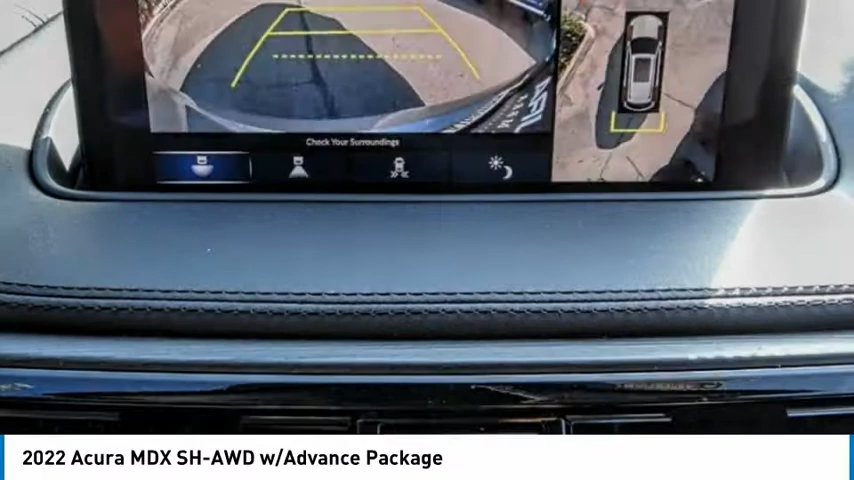 Check Your Surroundings
2022 Acura MDX SH-AWD w/Advance Package